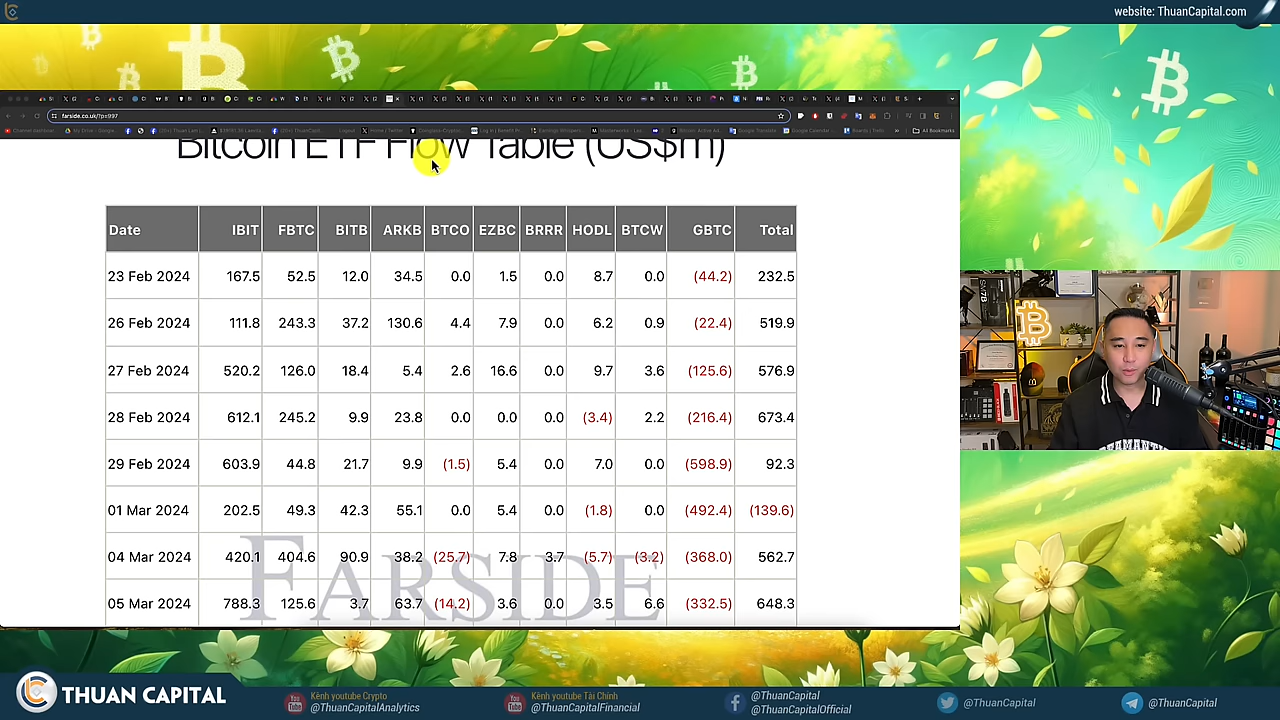 website: ThuanCapital.com
farside.co.uk/?p=997
All Bookmarks
Bitcoin ETF Flow Table (US$m)
Date IBIT FBTC BITB ARKB BTCO EZBC BRRR HODL BTCW GBTC Total
23 Feb 2024 167.5 52.5 12.0 34.5 0.0 1.5 0.0 8.7 0.0 (44.2) 232.5
26 Feb 2024 111.8 243.3 37.2 130.6 4.4 7.9 0.0 6.2 0.9 (22.4) 519.9
27 Feb 2024 520.2 126.0 18.4 5.4 2.6 16.6 0.0 9.7 3.6 (125.6) 576.9
28 Feb 2024 612.1 245.2 9.9 23.8 0.0 0.0 0.0 (3.4) 2.2 (216.4) 673.4
29 Feb 2024 603.9 44.8 21.7 9.9 (1.5) 5.4 0.0 7.0 0.0 (598.9) 92.3
01 Mar 2024 202.5 49.3 42.3 55.1 0.0 5.4 0.0 (1.8) 0.0 (492.4) (139.6)
04 Mar 2024 420.1 404.6 90.9 38.2 (25.7) 7.8 3.7 (5.7) (3.2) (368.0) 562.7
05 Mar 2024 788.3 125.6 3.7 63.7 (14.2) 3.6 0.0 3.5 6.6 (332.5) 648.3
FARSIDE
THUAN CAPITAL
Kênh youtube Crypto
@ThuanCapitalAnalytics
Kênh youtube Tài Chính
@ThuanCapitalFinancial
@ThuanCapital
@ThuanCapitalOfficial
@ThuanCapital
@ThuanCapital